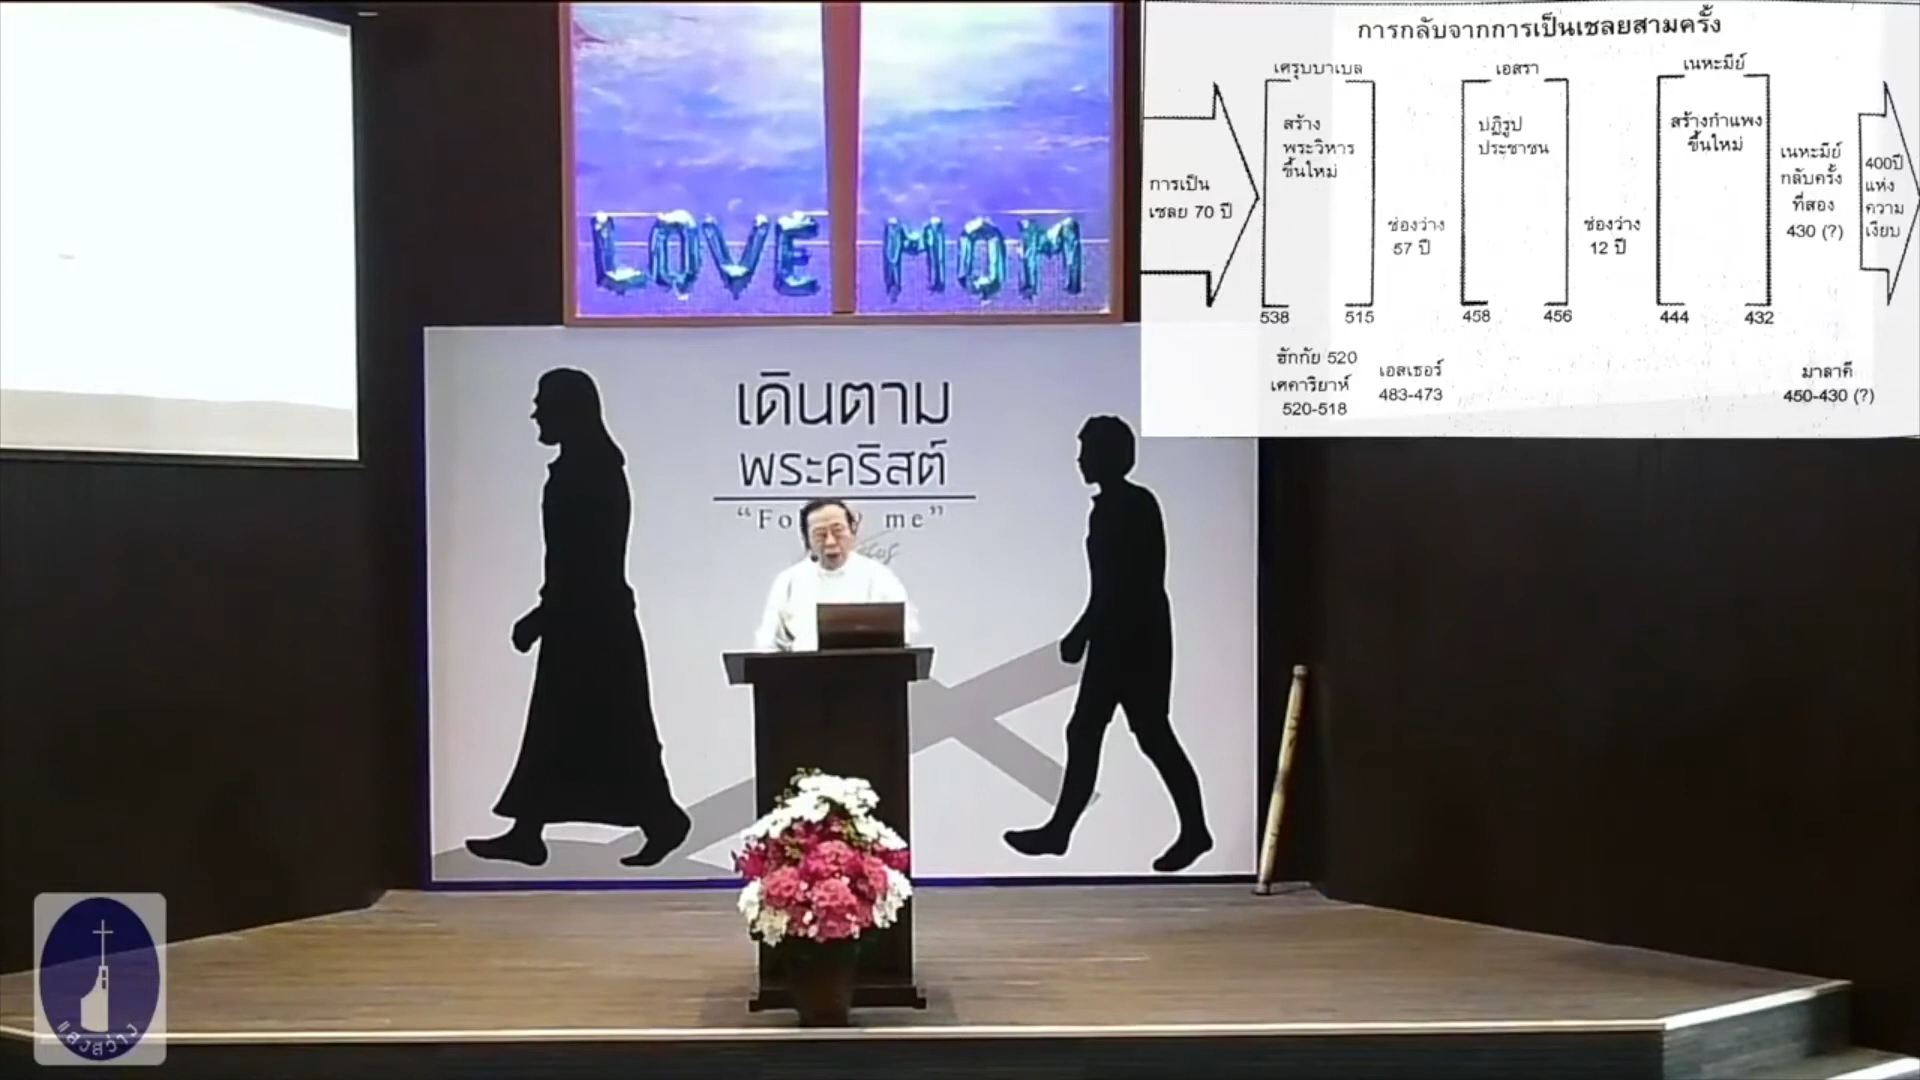 การกลับจากการเป็นเชลยสามครั้ง
เศรุบบาเบล
เอสรา
เนหะมีย์
สร้าง
พระวิหาร
ขึ้นใหม่
ปฏิรูป
ประชาชน
สร้างกำแพง
ขึ้นใหม่
การเป็น
เชลย 70 ปี
ช่องว่าง
57 ปี
ช่องว่าง
12 ปี
เนหะมีย์
กลับครั้ง
ที่สอง
430 (?)
400ปี
แห่ง
ความ
เงียบ
538
515
458
456
444
432
ฮักกัย 520
เศคาริยาห์
520-518
เอสเธอร์
483-473
มาลาคี
450-430 (?)
LOVE MOM
เดินตาม
พระคริสต์
me”
แสงสว่าง